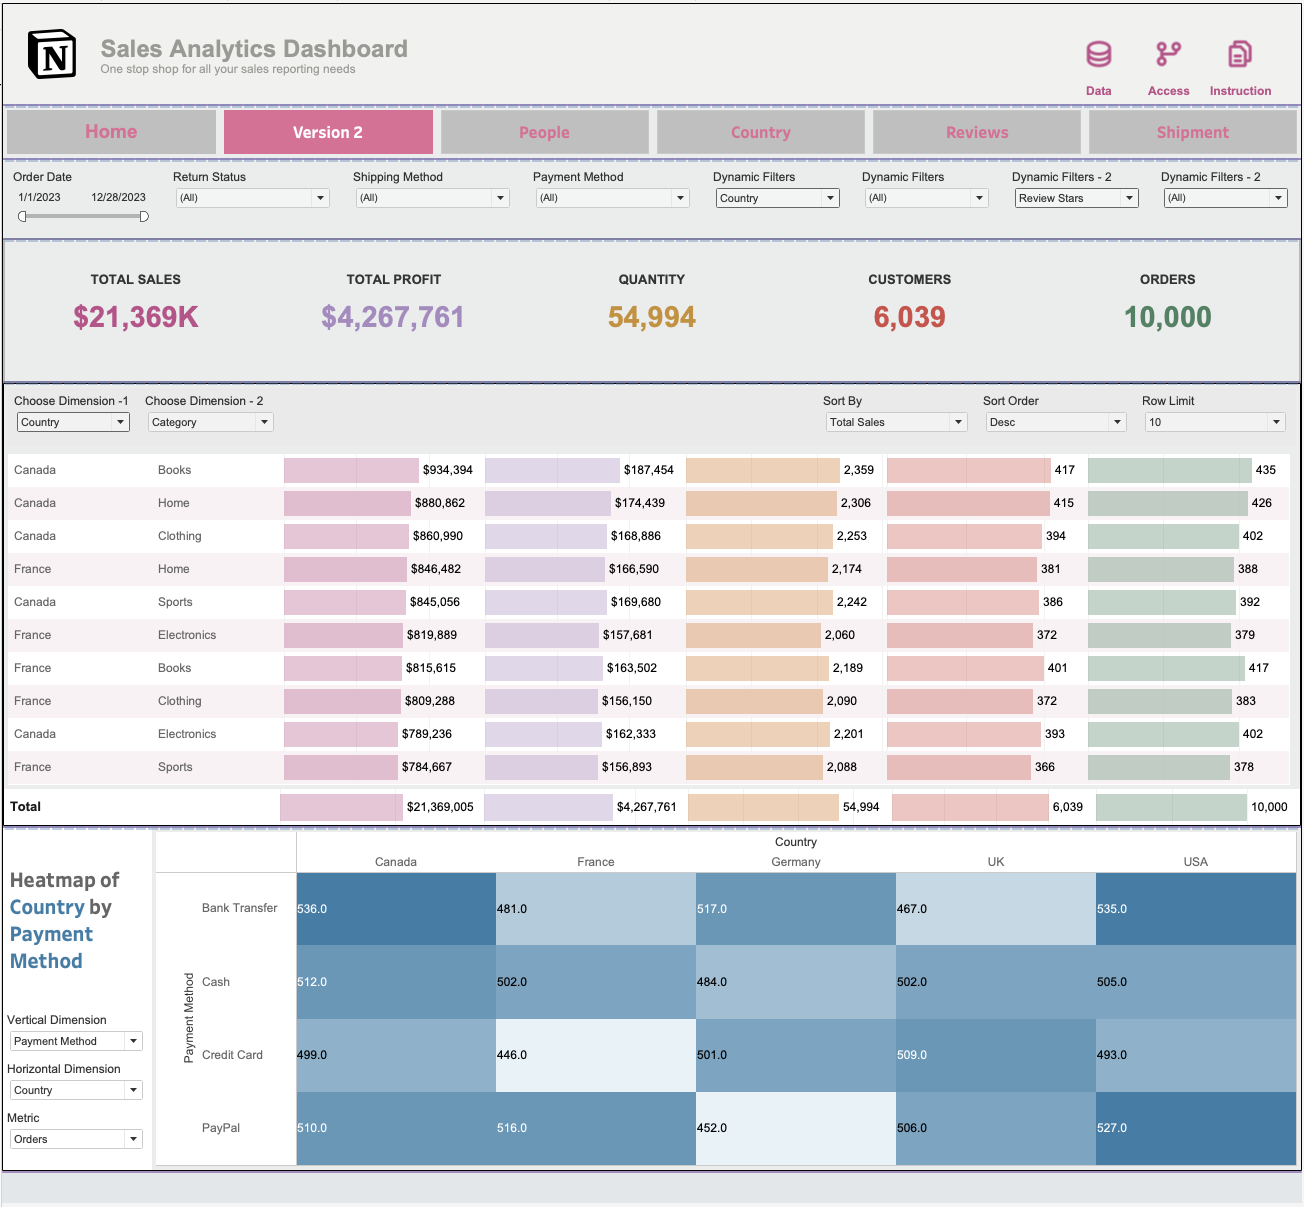 N
Sales Analytics Dashboard
One stop shop for all your sales reporting needs
Data Access Instruction
Home Version 2 People Country Reviews Shipment
Order Date Return Status Shipping Method Payment Method Dynamic Filters Dynamic Filters Dynamic Filters - 2 Dynamic Filters - 2
1/1/2023 12/28/2023 (All) (All) (All) Country (All) Review Stars (All)
TOTAL SALES TOTAL PROFIT QUANTITY CUSTOMERS ORDERS
$21,369K $4,267,761 54,994 6,039 10,000
Choose Dimension -1 Choose Dimension - 2 Sort By Sort Order Row Limit
Country Category Total Sales Desc 10
Canada Books $934,394 $187,454 2,359 417 435
Canada Home $880,862 $174,439 2,306 415 426
Canada Clothing $860,990 $168,886 2,253 394 402
France Home $846,482 $166,590 2,174 381 388
Canada Sports $845,056 $169,680 2,242 386 392
France Electronics $819,889 $157,681 2,060 372 379
France Books $815,615 $163,502 2,189 401 417
France Clothing $809,288 $156,150 2,090 372 383
Canada Electronics $789,236 $162,333 2,201 393 402
France Sports $784,667 $156,893 2,088 366 378
Total $21,369,005 $4,267,761 54,994 6,039 10,000
Heatmap of
Country by
Payment
Method
Vertical Dimension
Payment Method
Horizontal Dimension
Country
Metric
Orders
Country
Canada France Germany UK USA
Payment Method
Bank Transfer 536.0 481.0 517.0 467.0 535.0
Cash 512.0 502.0 484.0 502.0 505.0
Credit Card 499.0 446.0 501.0 509.0 493.0
PayPal 510.0 516.0 452.0 506.0 527.0